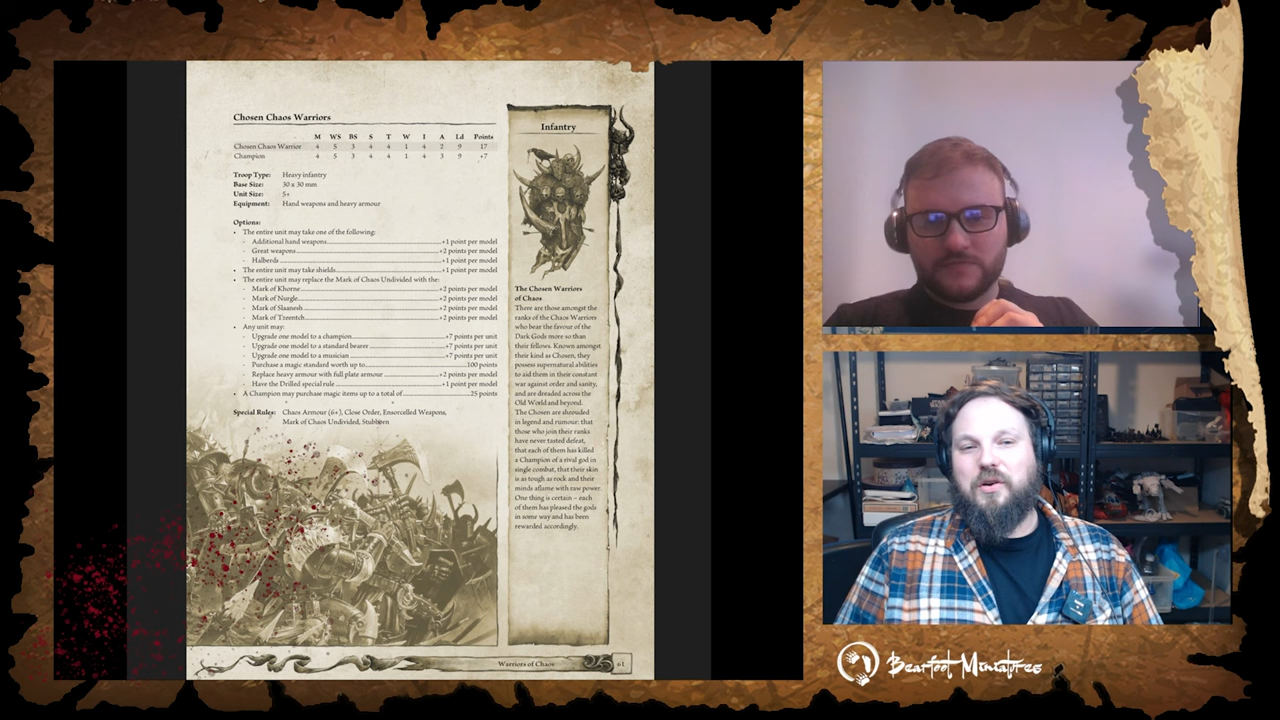 Chosen Chaos Warriors
M WS BS S T W I A Ld Points
Chosen Chaos Warrior 4 5 3 4 4 1 4 2 9 17
Champion 4 5 3 4 4 1 4 3 9 +7
Troop Type: Heavy infantry
Base Size: 30 x 30 mm
Unit Size: 5+
Equipment: Hand weapons and heavy armour
Options:
• The entire unit may take one of the following:
- Additional hand weapons....+1 point per model
- Great weapons....+2 points per model
- Halberds....+1 point per model
• The entire unit may take shields....+1 point per model
• The entire unit may replace the Mark of Chaos Undivided with the:
- Mark of Khorne....+2 points per model
- Mark of Nurgle....+2 points per model
- Mark of Slaanesh....+2 points per model
- Mark of Tzeentch....+2 points per model
• Any unit may:
- Upgrade one model to a champion....+7 points per unit
- Upgrade one model to a standard bearer....+7 points per unit
- Upgrade one model to a musician....+7 points per unit
- Purchase a magic standard worth up to....100 points
- Replace heavy armour with full plate armour....+2 points per model
- Have the Drilled special rule....+1 point per model
• A Champion may purchase magic items up to a total of....25 points
Special Rules: Chaos Armour (6+), Close Order, Ensorcelled Weapons,
Mark of Chaos Undivided, Stubborn
Infantry
The Chosen Warriors
of Chaos
There are those amongst the
ranks of the Chaos Warriors
who bear the favour of the
Dark Gods more so than
their fellows. Known amongst
their kind as Chosen, they
possess supernatural abilities
to aid them in their constant
war against order and sanity,
and are dreaded across the
Old World and beyond.
The Chosen are shrouded
in legend and rumour: that
those who join their ranks
have never tasted defeat,
that each of them has killed
a Champion of a rival god in
single combat, that their skin
is as tough as rock and their
minds aflame with raw power.
One thing is certain – each
of them has pleased the gods
in some way and has been
rewarded accordingly.
Warriors of Chaos 61
Bearfoot Miniatures